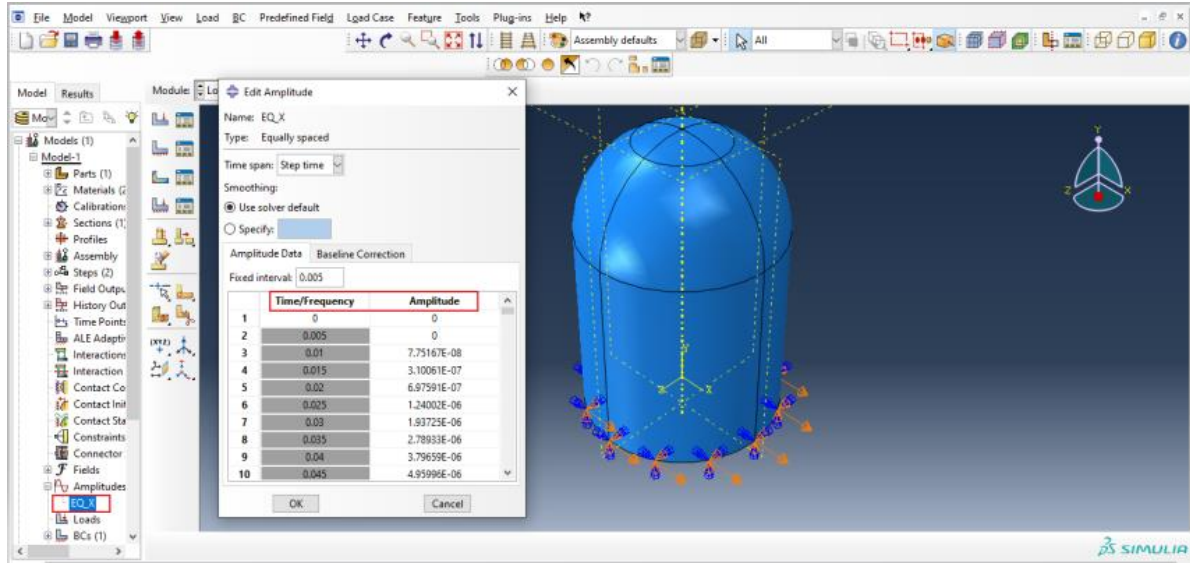 File Model Viewport View Load BC Predefined Field Load Case Feature Tools Plug-ins Help
Assembly defaults All
Model Results Module: Lo
Edit Amplitude
Name: EQ_X
Type: Equally spaced
Time span: Step time
Smoothing:
Use solver default
Specify:
Amplitude Data Baseline Correction
Fixed interval: 0.005
Time/Frequency Amplitude
1 0 0
2 0.005 0
3 0.01 7.75167E-08
4 0.015 3.10061E-07
5 0.02 6.97591E-07
6 0.025 1.24002E-06
7 0.03 1.93725E-06
8 0.035 2.78933E-06
9 0.04 3.79659E-06
10 0.045 4.95996E-06
OK Cancel
Models (1)
Model-1
Parts (1)
Materials (2
Calibration
Sections (1
Profiles
Assembly
Steps (2)
Field Outpu
History Out
Time Points
ALE Adapti
Interactions
Interaction
Contact Co
Contact Init
Contact Sta
Constraints
Connector
Fields
Amplitudes
EQ_X
Loads
BCs (1)
Y
Z X
Y
Z X
SIMULIA